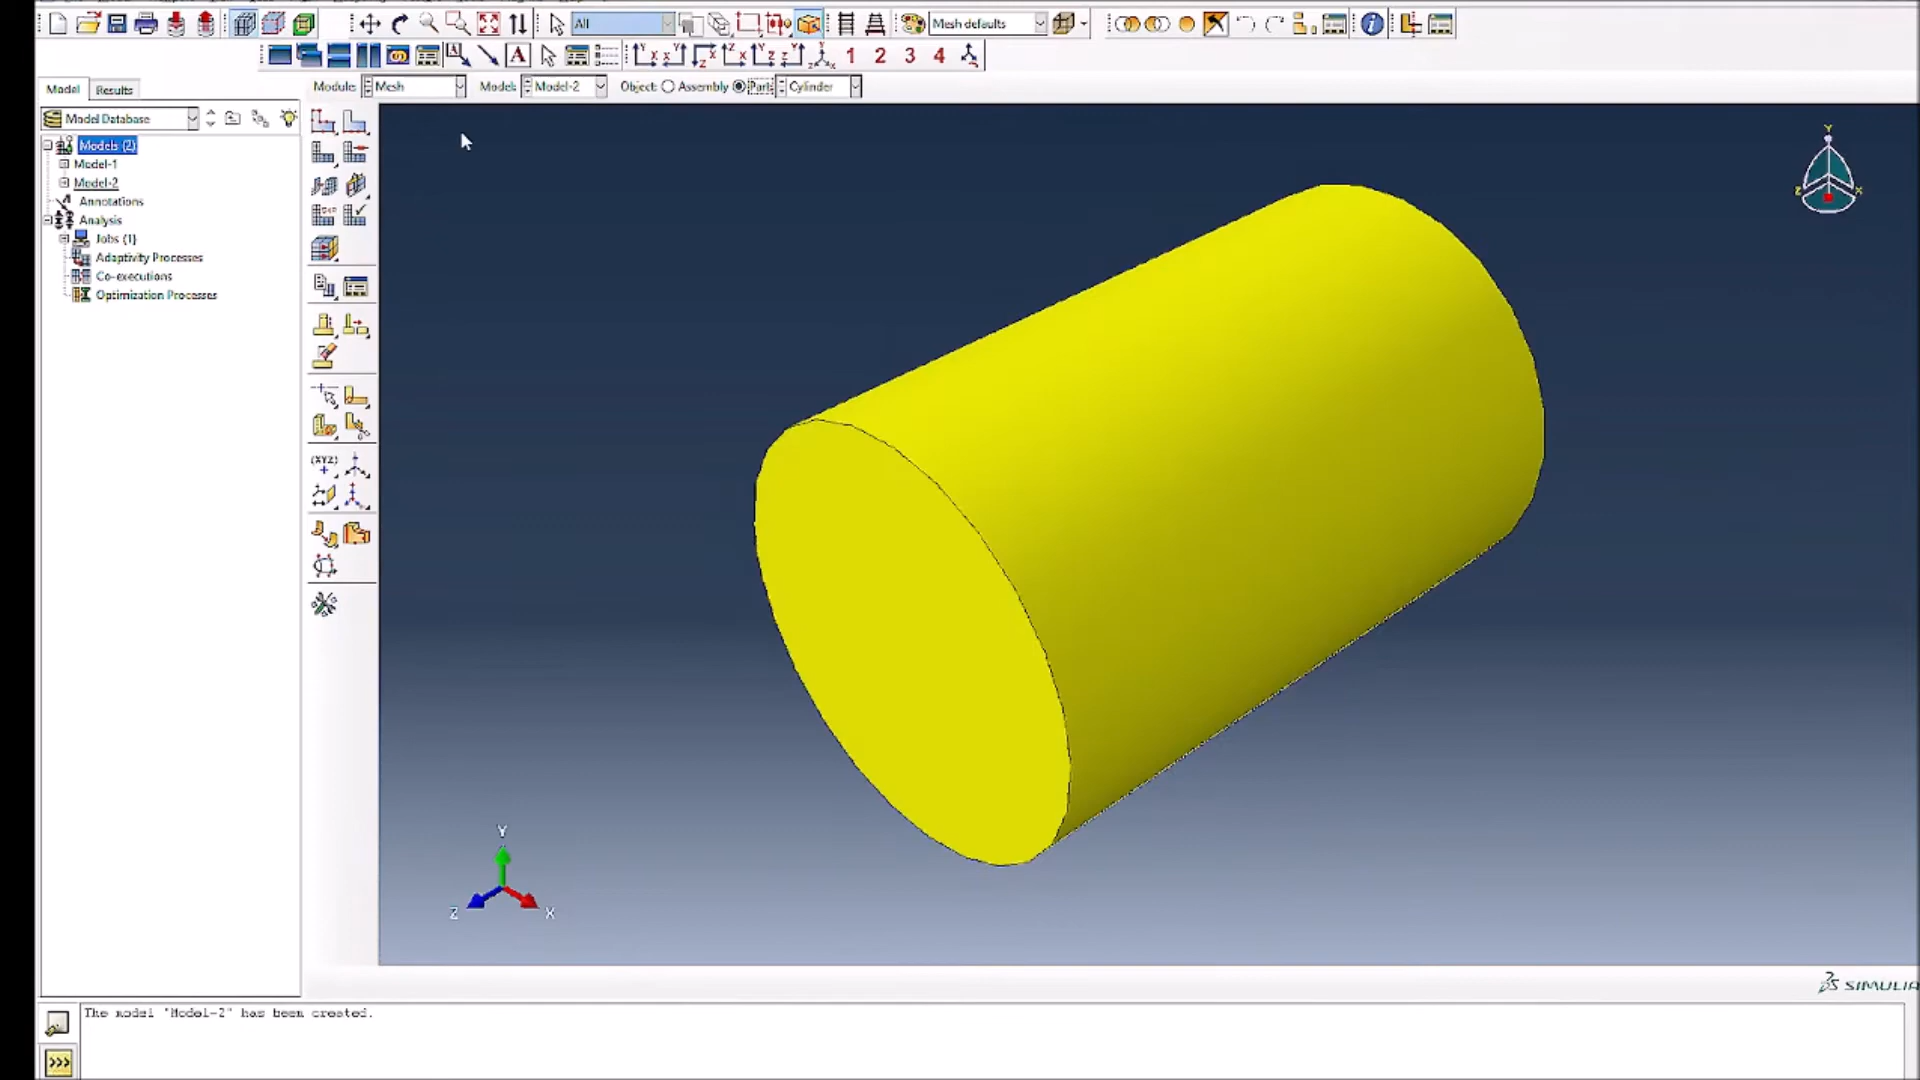 All
Mesh defaults
A
1 2 3 4
Model
Results
Module:
Mesh
Model:
Model-2
Object:
Assembly
Part:
Cylinder
Model Database
Models (2)
Model-1
Model-2
Annotations
Analysis
Jobs (1)
Adaptivity Processes
Co-executions
Optimization Processes
(XYZ)
Y
Z
X
Y
Z
X
SIMULIA
The model "Model-2" has been created.
>>>